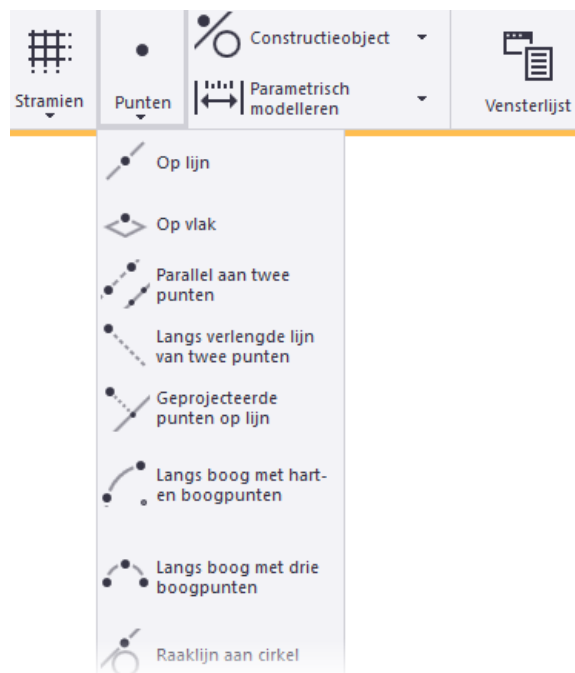 Stramien
Punten
Constructieobject
Parametrisch
modelleren
Vensterlijst
Op lijn
Op vlak
Parallel aan twee
punten
Langs verlengde lijn
van twee punten
Geprojecteerde
punten op lijn
Langs boog met hart-
en boogpunten
Langs boog met drie
boogpunten
Raaklijn aan cirkel